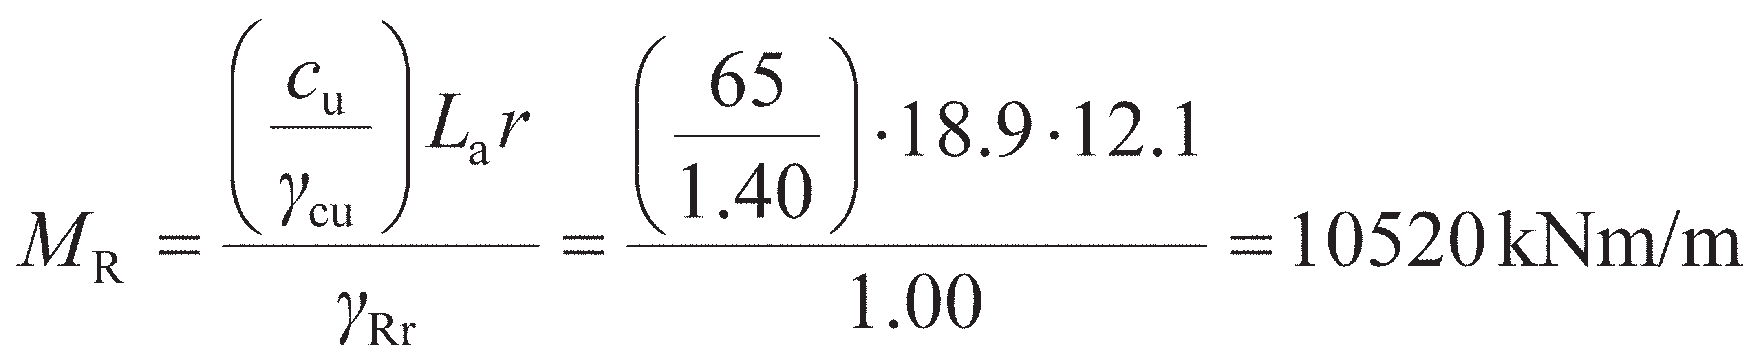 M_R = (c_u / γ_cu) L_a r / γ_Rr = (65 / 1.40) · 18.9 · 12.1 / 1.00 = 10520 kNm/m